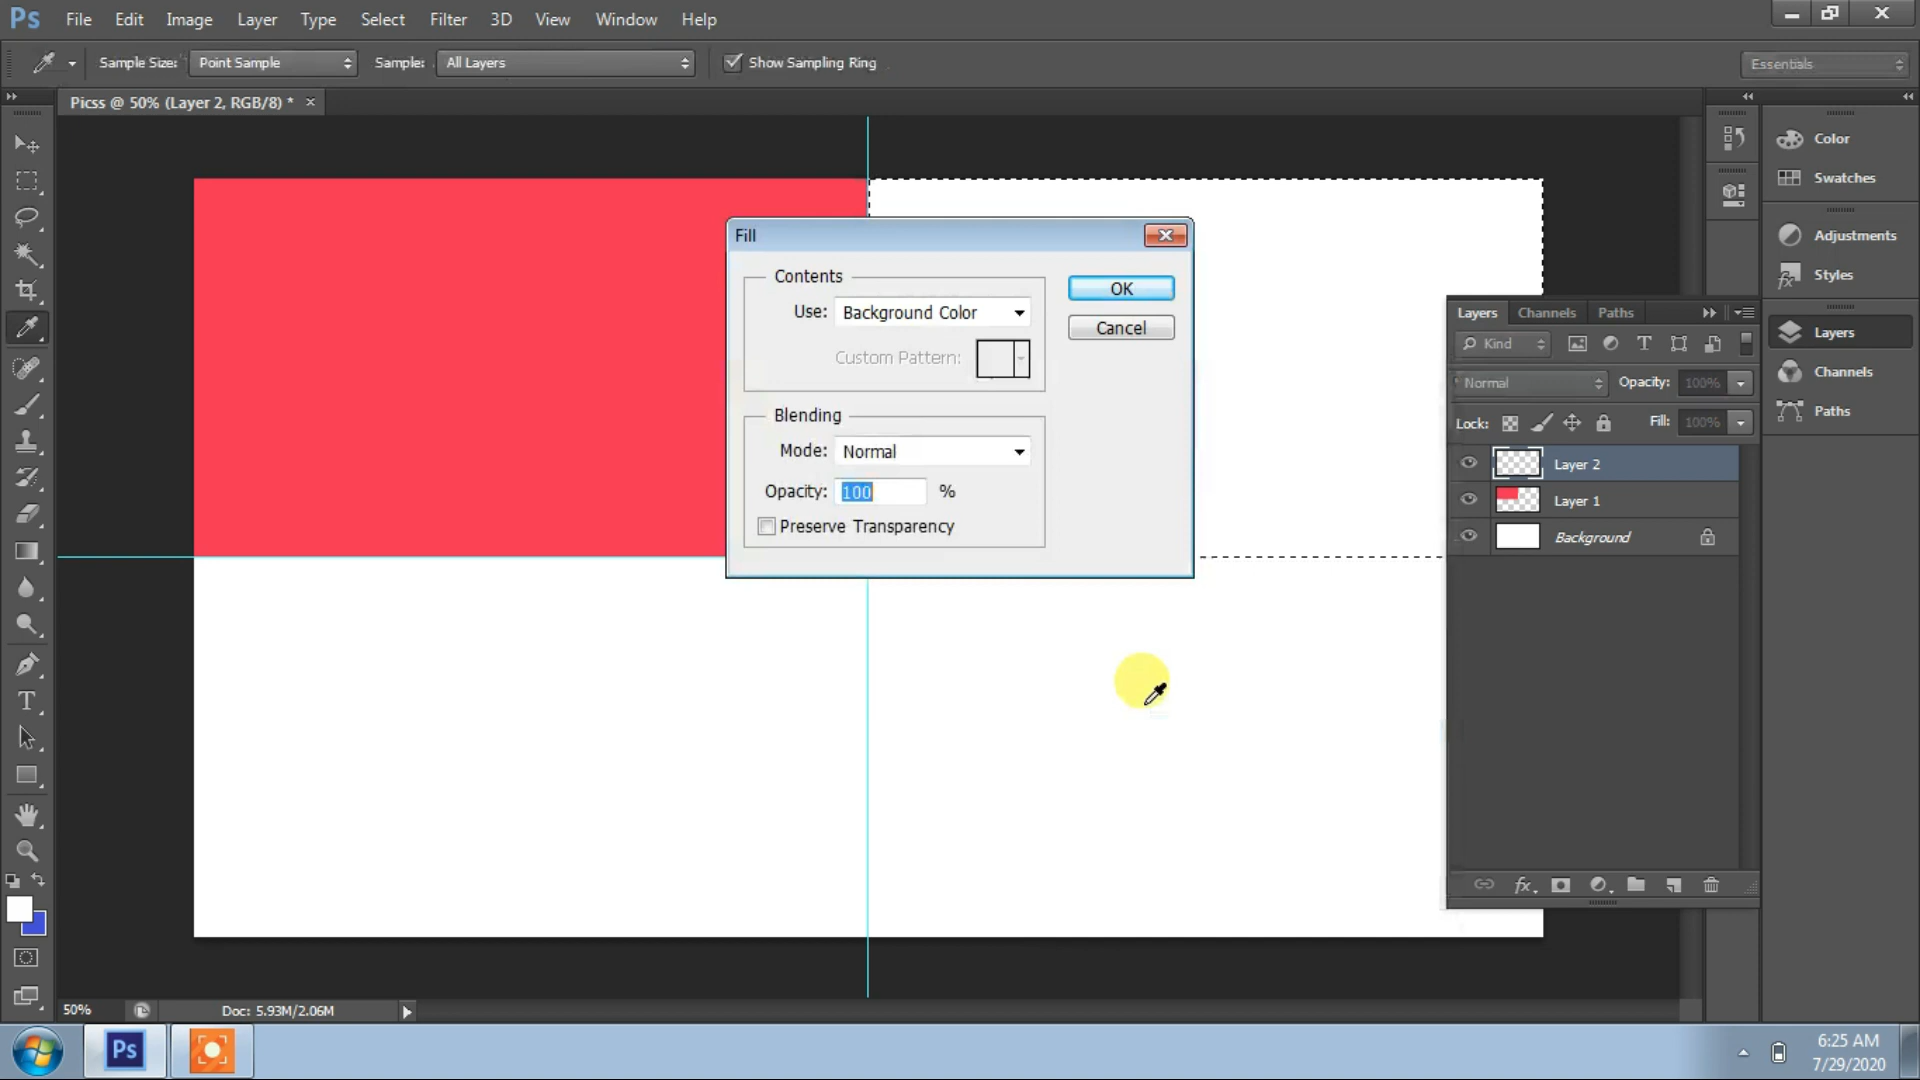 Ps File Edit Image Layer Type Select Filter 3D View Window Help
Sample Size: Point Sample Sample: All Layers Show Sampling Ring Essentials
Picss @ 50% (Layer 2, RGB/8) * ×
Color
Swatches
Adjustments
Styles
Layers
Channels
Paths
Fill
Contents
Use: Background Color
Custom Pattern:
OK
Cancel
Blending
Mode: Normal
Opacity: 100 %
Preserve Transparency
Layers Channels Paths
Kind
Normal Opacity: 100%
Lock: Fill: 100%
Layer 2
Layer 1
Background
fx
50% Doc: 5.93M/2.06M
Ps
6:25 AM
7/29/2020